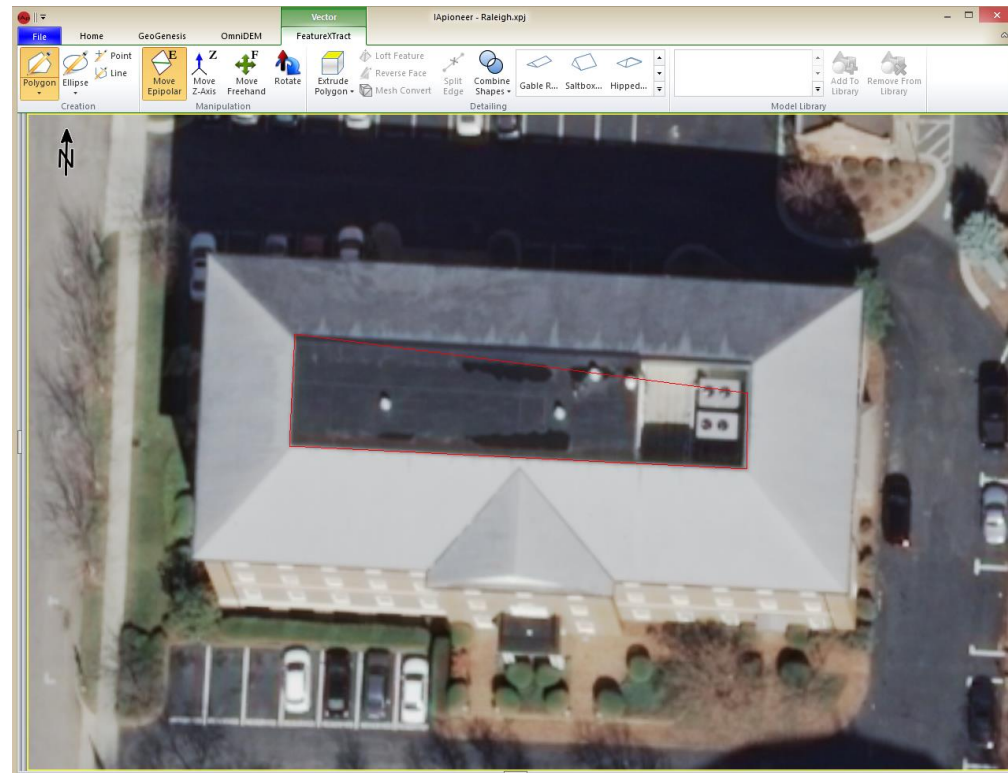 Vector
IApioneer - Raleigh.xpj
File Home GeoGenesis OmniDEM FeatureXTract
Polygon
Ellipse
Point
Line
Creation
E
Move Epipolar
Z
Move Z-Axis
F
Move Freehand
Rotate
Manipulation
Extrude Polygon
Loft Feature
Reverse Face
Mesh Convert
Split Edge
Combine Shapes
Gable R...
Saltbox...
Hipped...
Detailing
Add To Library
Remove From Library
Model Library
N